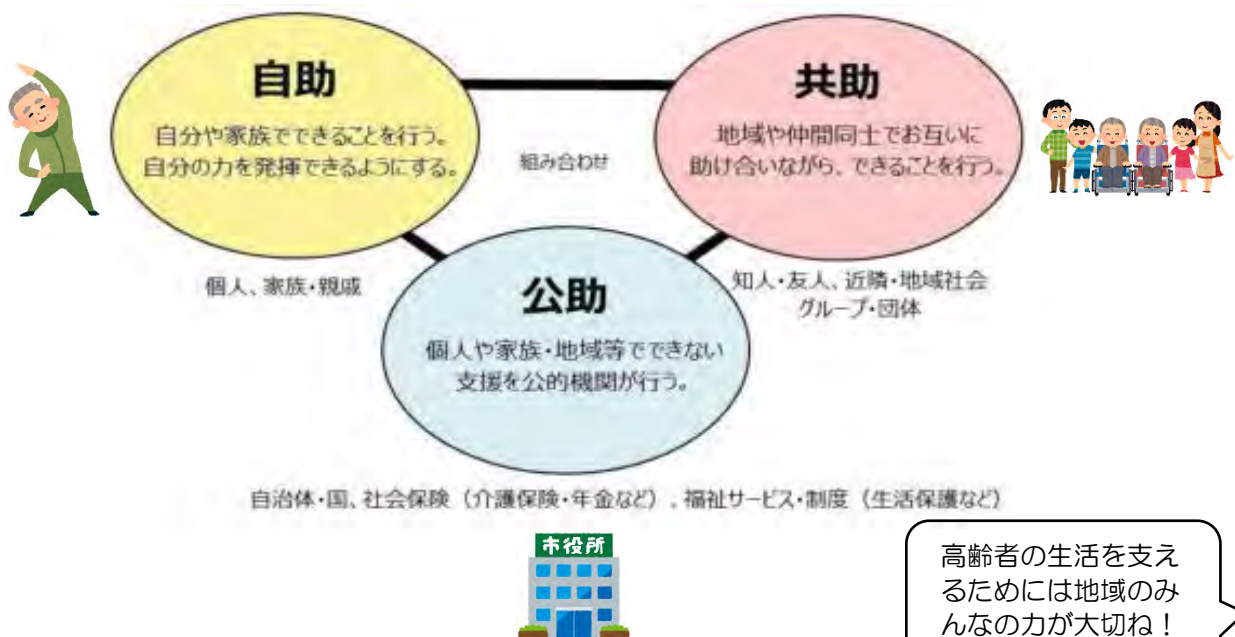 自助
自分や家族でできることを行う。
自分の力を発揮できるようにする。
個人、家族・親戚
組み合わせ
共助
地域や仲間同士でお互いに
助け合いながら、できることを行う。
知人・友人、近隣・地域社会
グループ・団体
公助
個人や家族・地域等でできない
支援を公的機関が行う。
自治体・国、社会保険（介護保険・年金など）、福祉サービス・制度（生活保護など）
市役所
高齢者の生活を支え
るためには地域のみ
んなの力が大切ね！